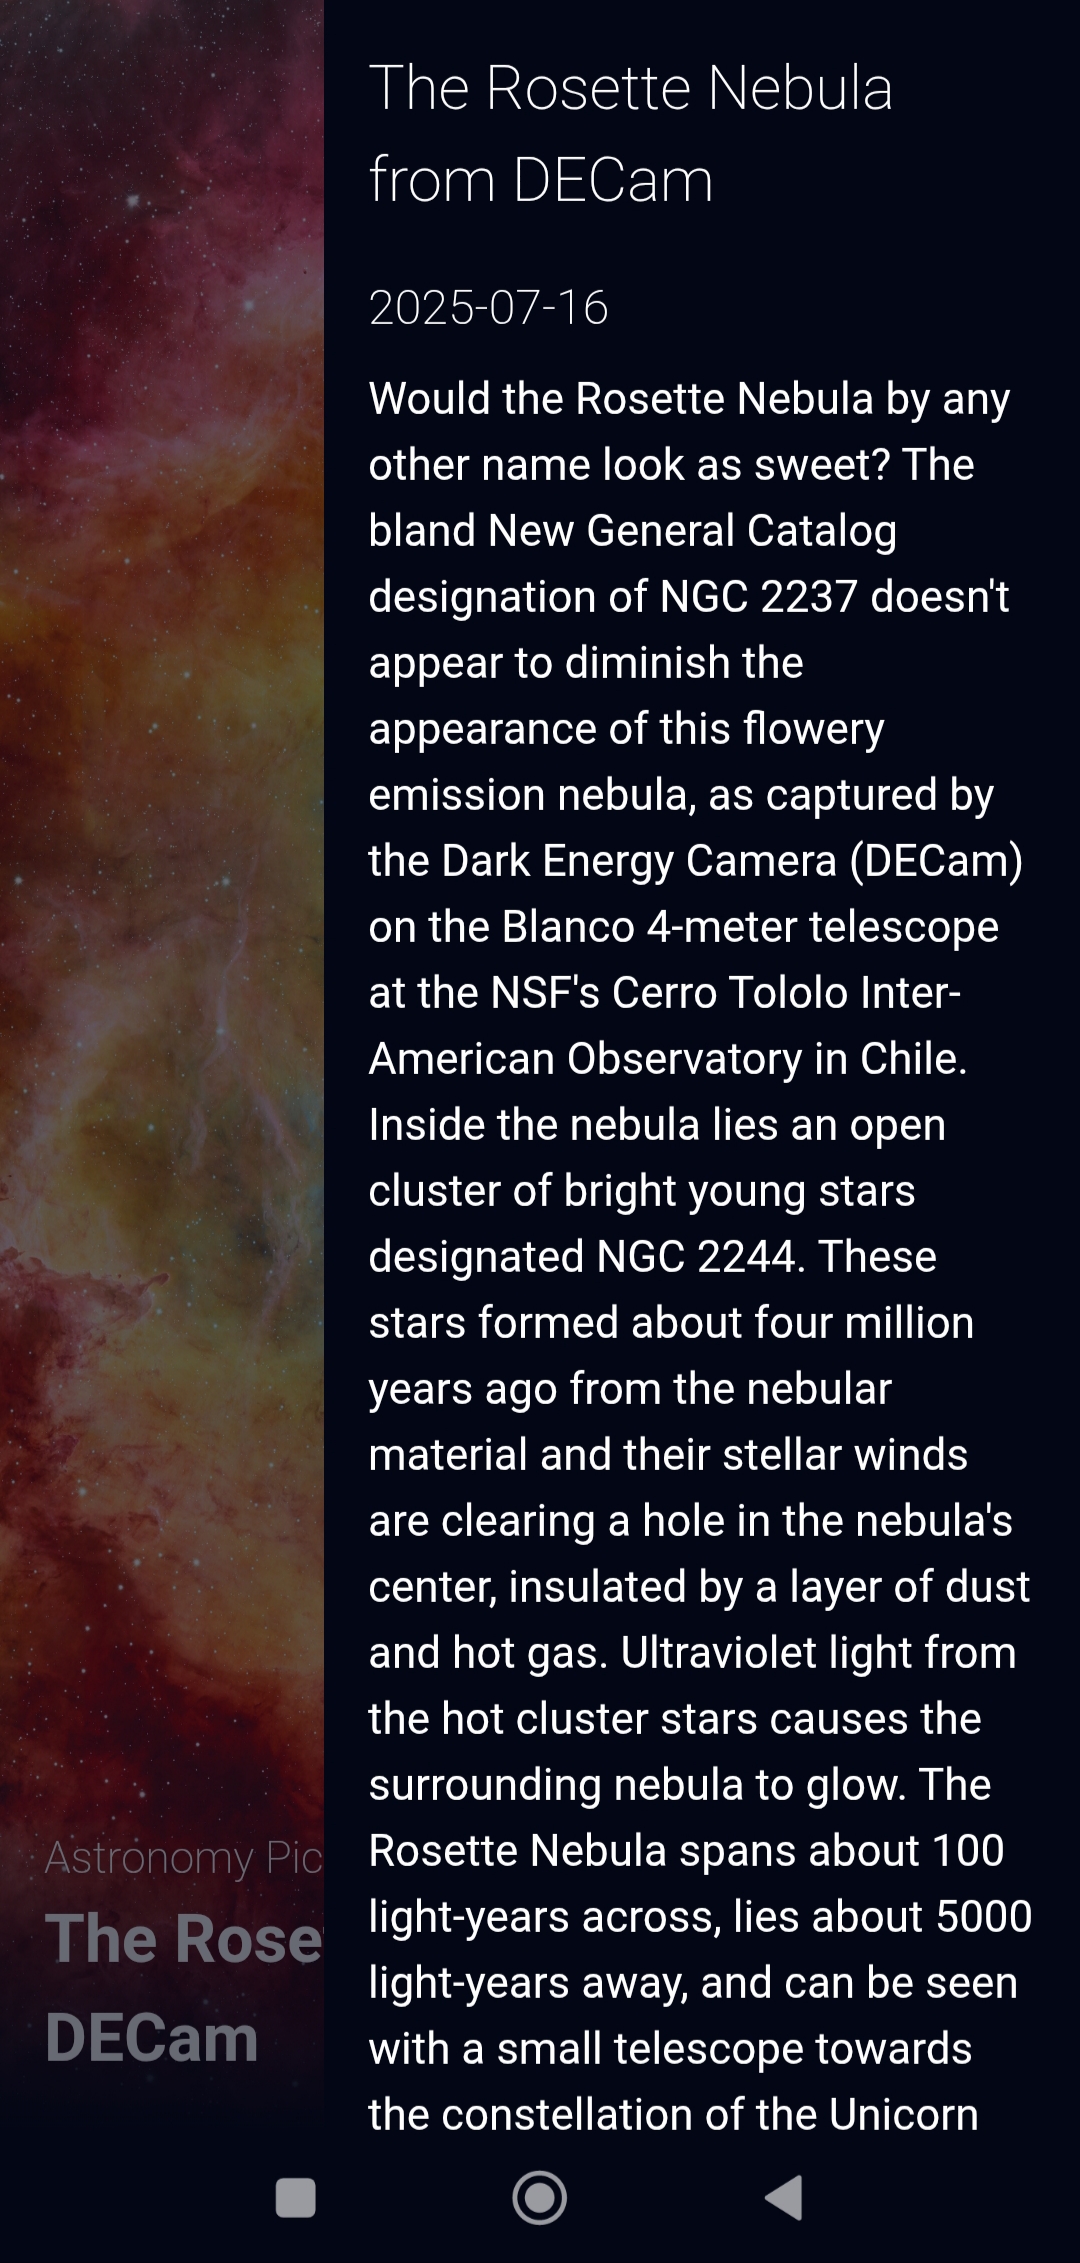 The Rosette Nebula
from DECam
2025-07-16
Would the Rosette Nebula by any
other name look as sweet? The
bland New General Catalog
designation of NGC 2237 doesn't
appear to diminish the
appearance of this flowery
emission nebula, as captured by
the Dark Energy Camera (DECam)
on the Blanco 4-meter telescope
at the NSF's Cerro Tololo Inter-
American Observatory in Chile.
Inside the nebula lies an open
cluster of bright young stars
designated NGC 2244. These
stars formed about four million
years ago from the nebular
material and their stellar winds
are clearing a hole in the nebula's
center, insulated by a layer of dust
and hot gas. Ultraviolet light from
the hot cluster stars causes the
surrounding nebula to glow. The
Rosette Nebula spans about 100
light-years across, lies about 5000
light-years away, and can be seen
with a small telescope towards
the constellation of the Unicorn
Astronomy Pic
The Rose
DECam